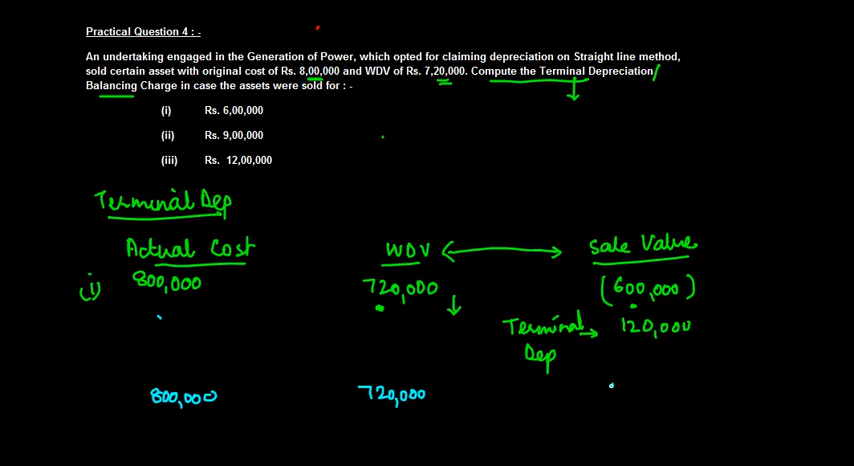 Practical Question 4 : -
An undertaking engaged in the Generation of Power, which opted for claiming depreciation on Straight line method,
sold certain asset with original cost of Rs. 8,00,000 and WDV of Rs. 7,20,000. Compute the Terminal Depreciation/
Balancing Charge in case the assets were sold for : -
(i) Rs. 6,00,000
(ii) Rs. 9,00,000
(iii) Rs. 12,00,000
Terminal Dep
Actual Cost WDV Sale Value
(i) 800,000 720,000 (600,000)
Terminal Dep 120,000
800,000 720,000